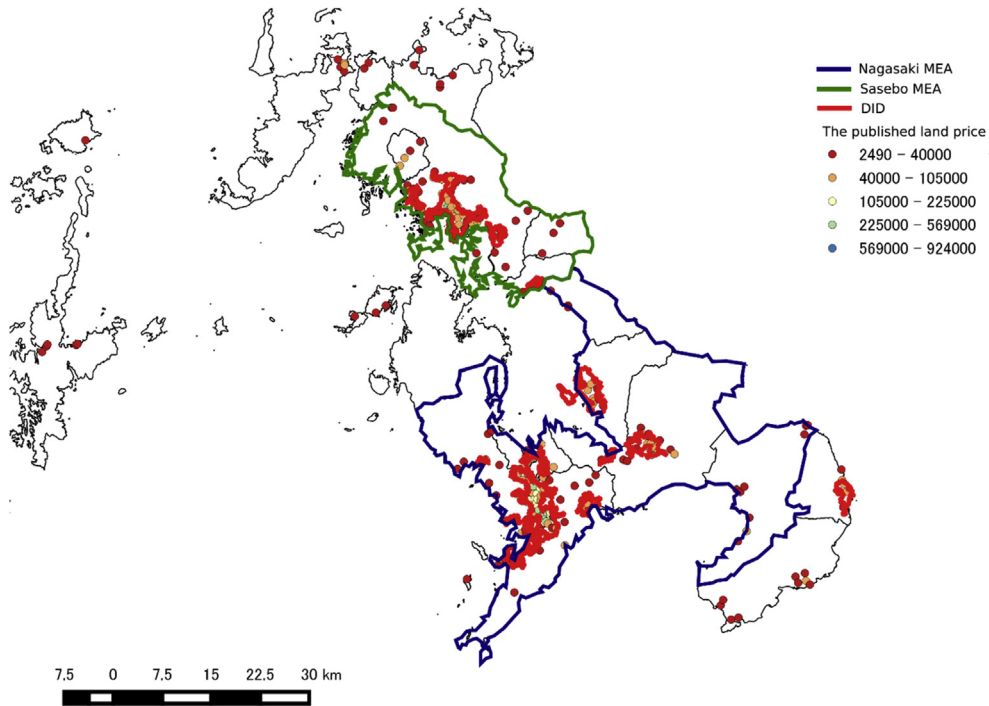 Nagasaki MEA
Sasebo MEA
DID
The published land price
2490 − 40000
40000 − 105000
105000 − 225000
225000 − 569000
569000 − 924000
7.5 0 7.5 15 22.5 30 km